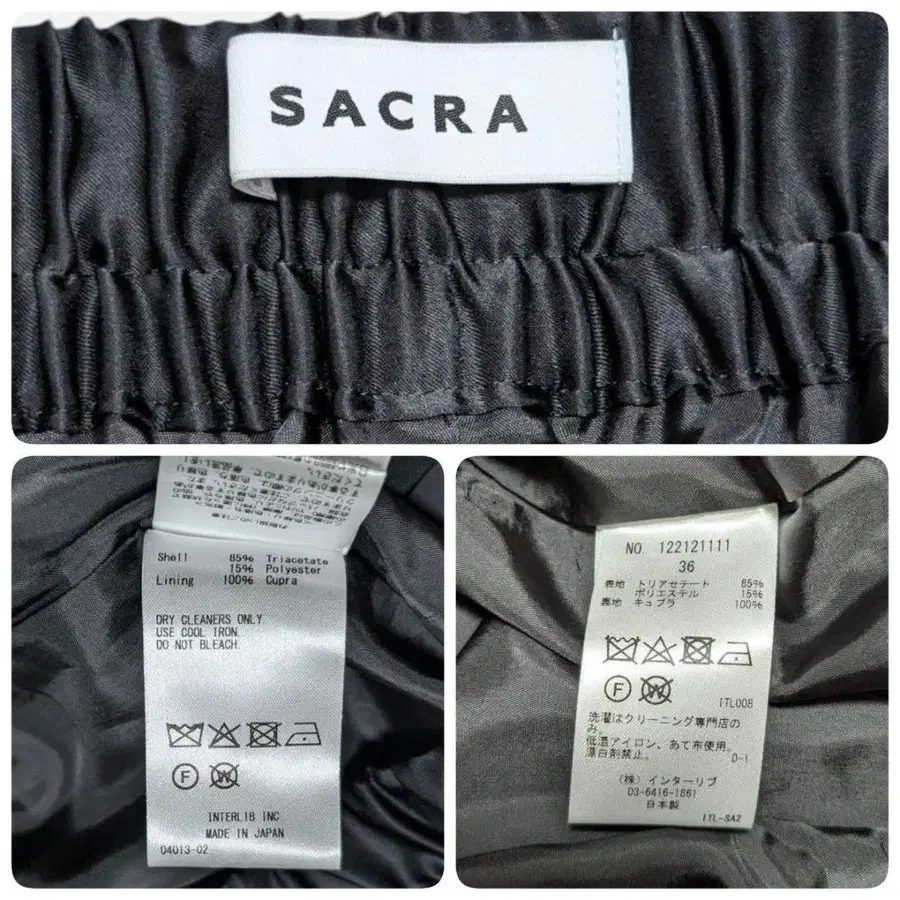 SACRA
Shell 85% Triacetate
15% Polyester
Lining 100% Cupra
DRY CLEANERS ONLY.
USE COOL IRON.
DO NOT BLEACH.
F W
INTERLIB INC
MADE IN JAPAN
04013-02
NO. 122121111
36
表地 トリアセテート 85%
ポリエステル 15%
裏地 キュプラ 100%
F W
ITL008
洗濯はクリーニング専門店の
み。
低温アイロン、あて布使用。
漂白剤禁止。 D-I
(株) インターリブ
03-6416-1861
日本製
ITL-SA2